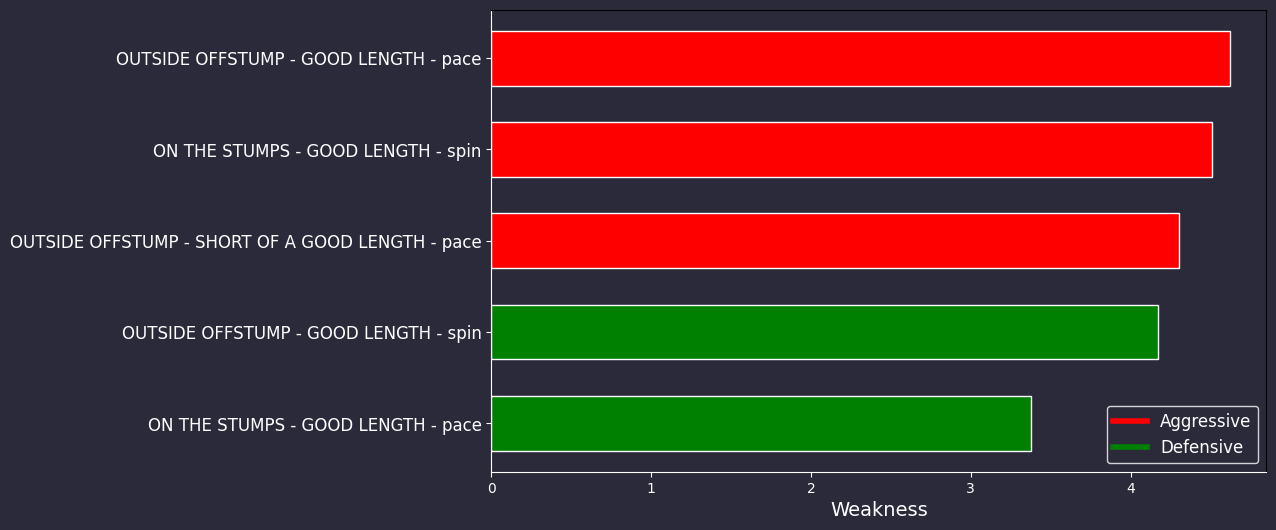 OUTSIDE OFFSTUMP - GOOD LENGTH - pace
ON THE STUMPS - GOOD LENGTH - spin
OUTSIDE OFFSTUMP - SHORT OF A GOOD LENGTH - pace
OUTSIDE OFFSTUMP - GOOD LENGTH - spin
ON THE STUMPS - GOOD LENGTH - pace
Aggressive
Defensive
0 1 2 3 4
Weakness